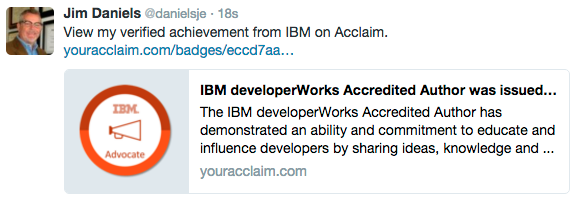 Jim Daniels @danielsje · 18s
View my verified achievement from IBM on Acclaim.
youracclaim.com/badges/eccd7aa…
IBM
Advocate
IBM developerWorks Accredited Author was issued…
The IBM developerWorks Accredited Author has
demonstrated an ability and commitment to educate and
influence developers by sharing ideas, knowledge and ...
youracclaim.com